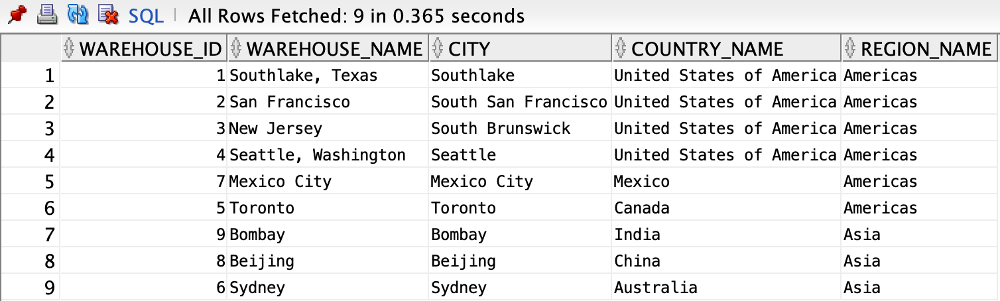 SQL All Rows Fetched: 9 in 0.365 seconds
WAREHOUSE_ID WAREHOUSE_NAME CITY COUNTRY_NAME REGION_NAME
1 1 Southlake, Texas Southlake United States of America Americas
2 2 San Francisco South San Francisco United States of America Americas
3 3 New Jersey South Brunswick United States of America Americas
4 4 Seattle, Washington Seattle United States of America Americas
5 7 Mexico City Mexico City Mexico Americas
6 5 Toronto Toronto Canada Americas
7 9 Bombay Bombay India Asia
8 8 Beijing Beijing China Asia
9 6 Sydney Sydney Australia Asia